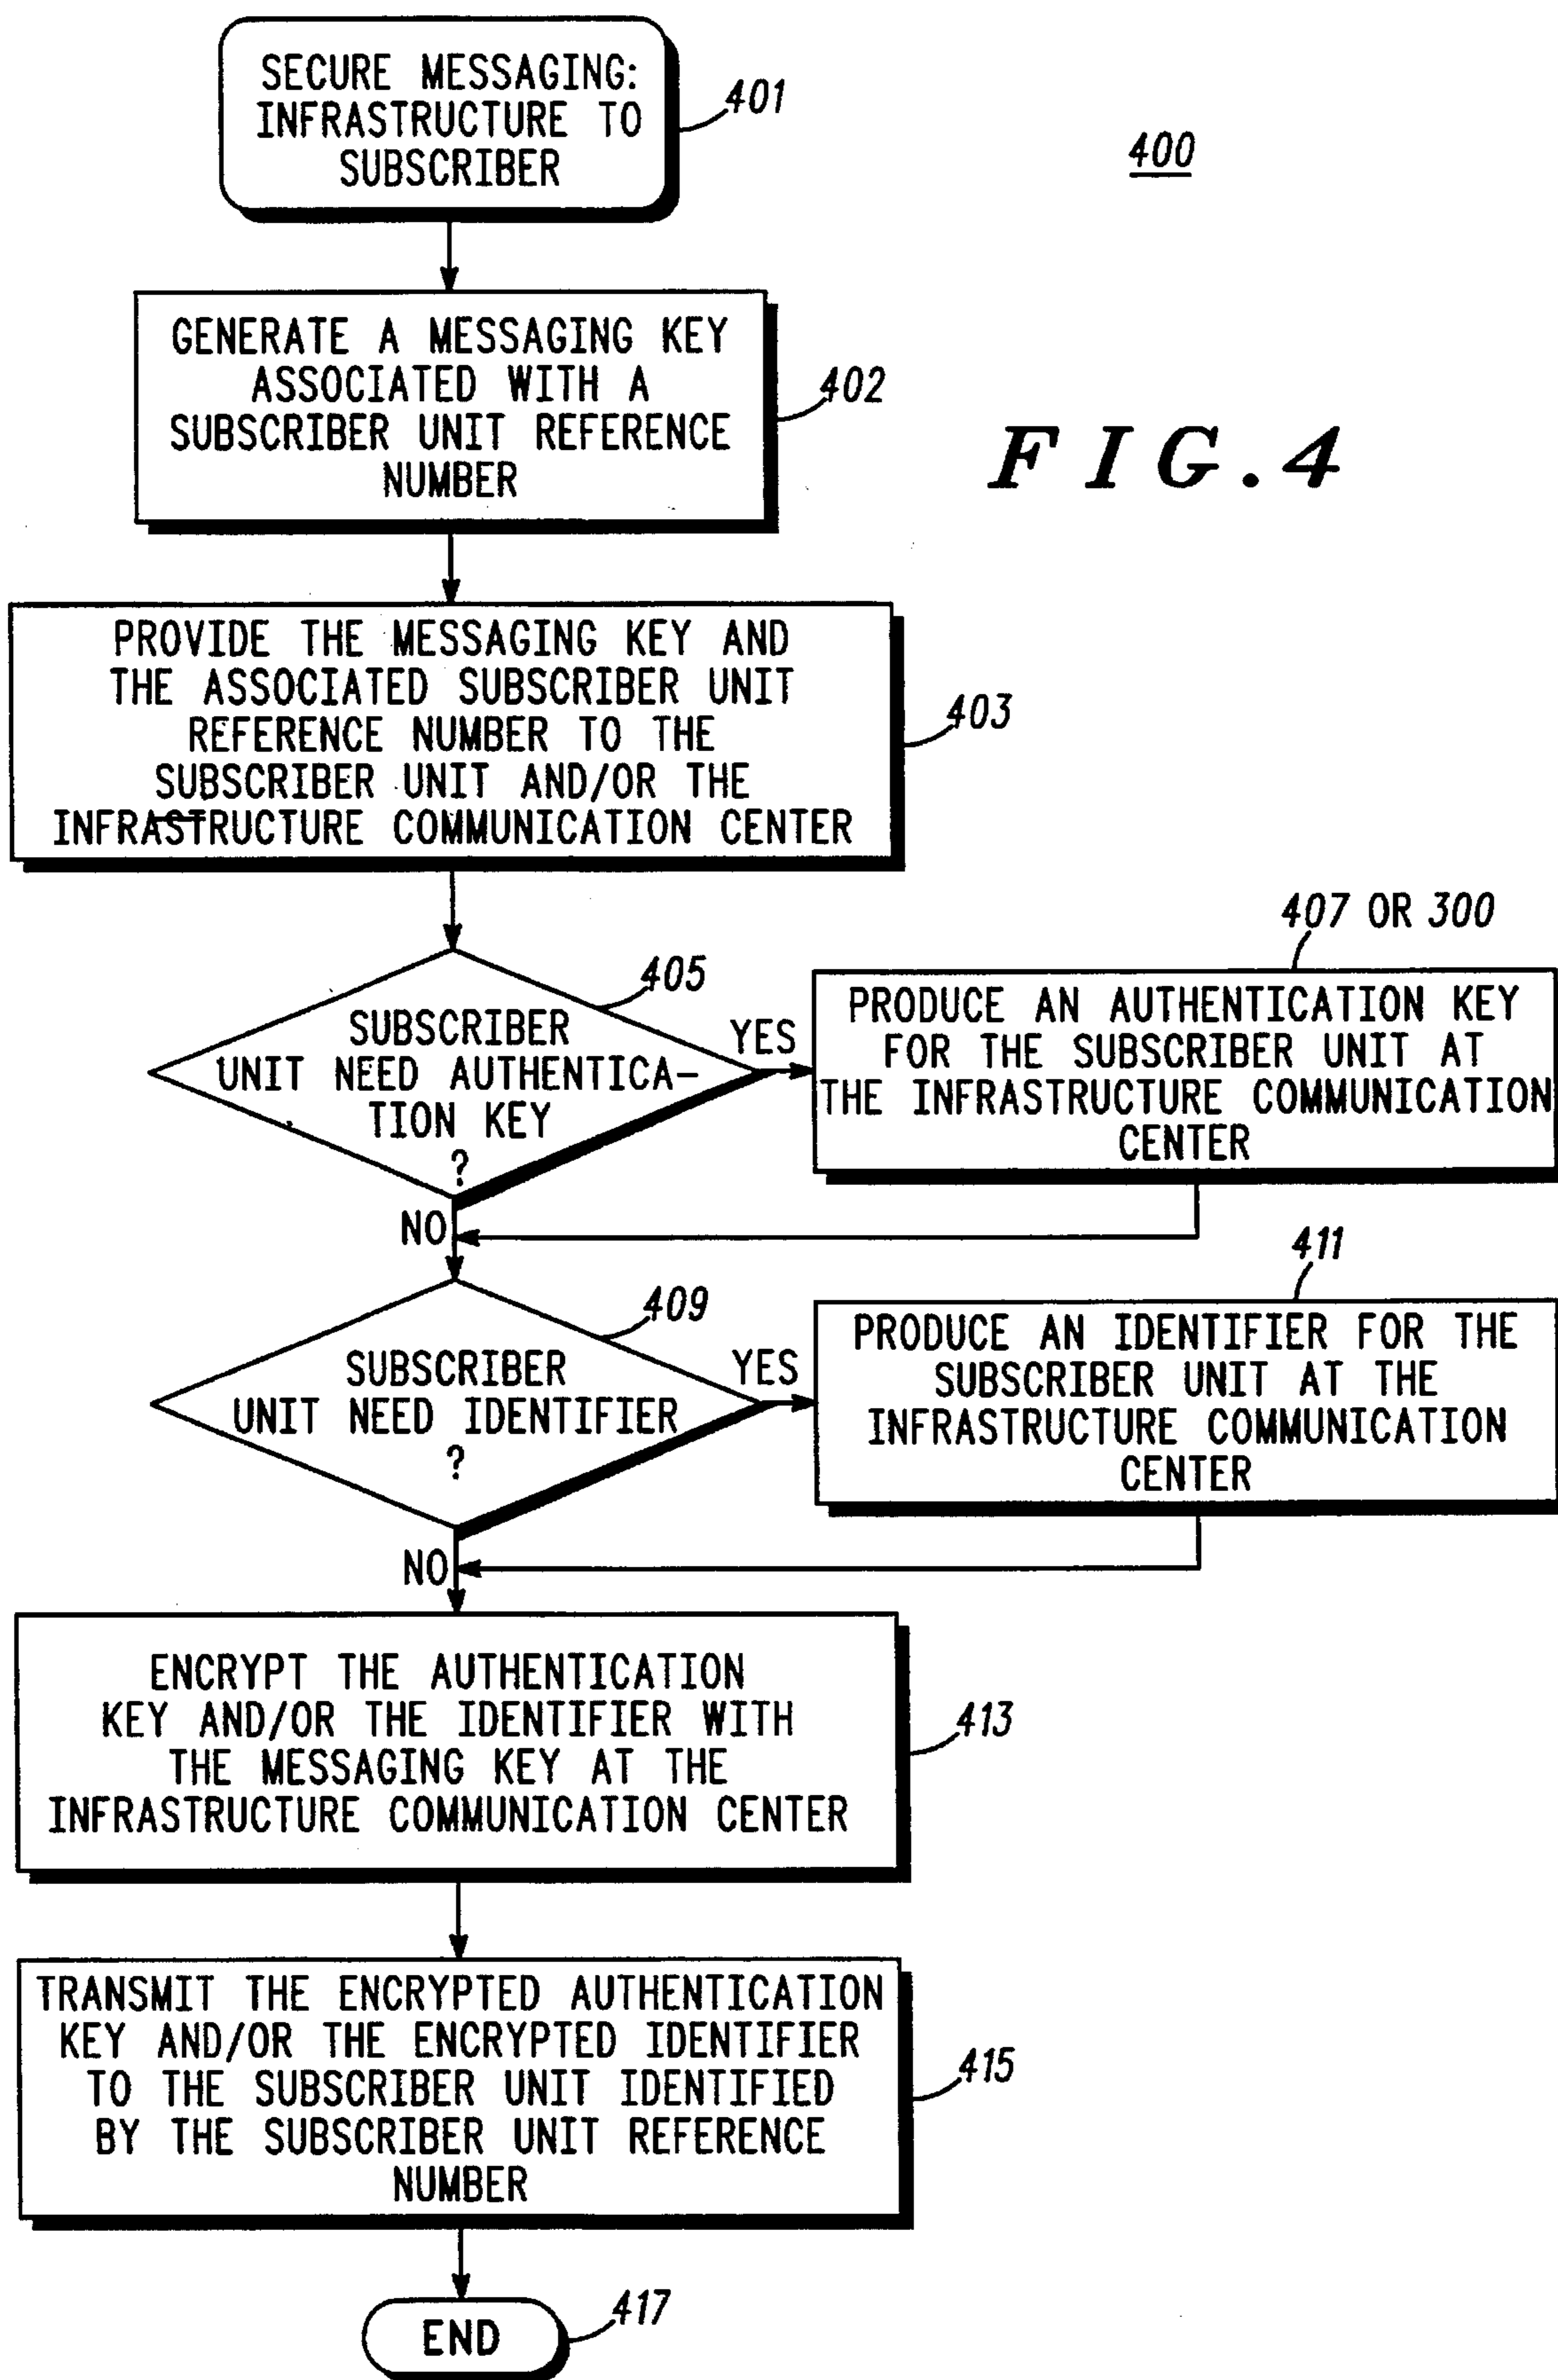 SECURE MESSAGING:
INFRASTRUCTURE TO
SUBSCRIBER
401
400
GENERATE A MESSAGING KEY
ASSOCIATED WITH A
SUBSCRIBER UNIT REFERENCE
NUMBER
402
FIG.4
PROVIDE THE MESSAGING KEY AND
THE ASSOCIATED SUBSCRIBER UNIT
REFERENCE NUMBER TO THE
SUBSCRIBER UNIT AND/OR THE
INFRASTRUCTURE COMMUNICATION CENTER
403
SUBSCRIBER
UNIT NEED AUTHENTICA-
TION KEY
?
405
YES
NO
407 OR 300
PRODUCE AN AUTHENTICATION KEY
FOR THE SUBSCRIBER UNIT AT
THE INFRASTRUCTURE COMMUNICATION
CENTER
SUBSCRIBER
UNIT NEED IDENTIFIER
?
409
YES
NO
411
PRODUCE AN IDENTIFIER FOR THE
SUBSCRIBER UNIT AT THE
INFRASTRUCTURE COMMUNICATION
CENTER
ENCRYPT THE AUTHENTICATION
KEY AND/OR THE IDENTIFIER WITH
THE MESSAGING KEY AT THE
INFRASTRUCTURE COMMUNICATION CENTER
413
TRANSMIT THE ENCRYPTED AUTHENTICATION
KEY AND/OR THE ENCRYPTED IDENTIFIER
TO THE SUBSCRIBER UNIT IDENTIFIED
BY THE SUBSCRIBER UNIT REFERENCE
NUMBER
415
END
417